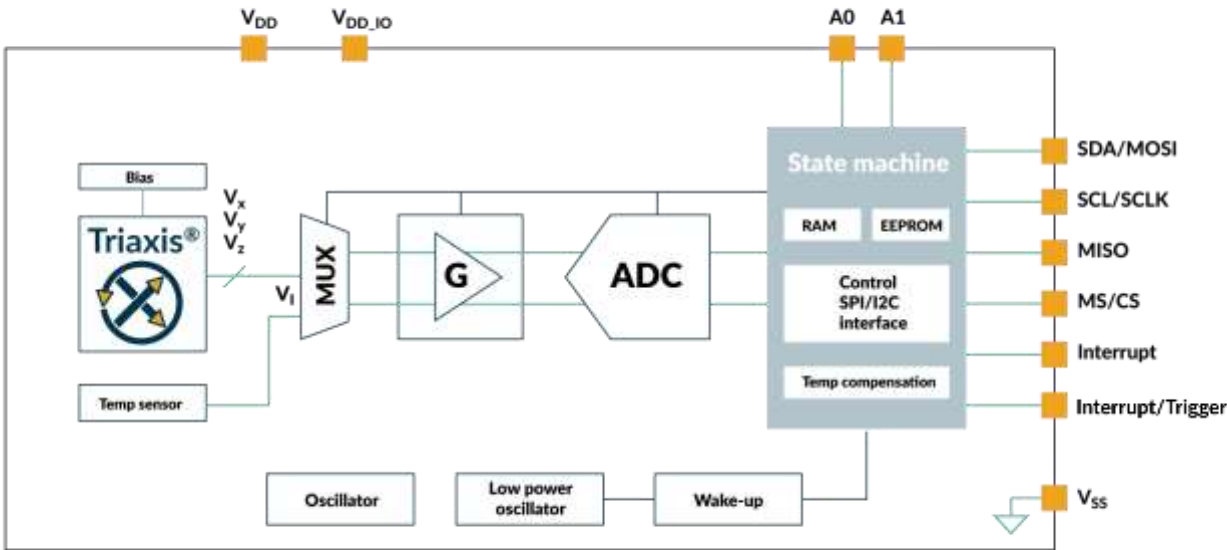 VDD
VDD_IO
A0
A1
State machine
SDA/MOSI
Bias
Vx
Vy
Vz
SCL/SCLK
Triaxis®
RAM
EEPROM
MUX
G
ADC
MISO
VI
Control
SPI/I2C
interface
MS/CS
Interrupt
Temp compensation
Temp sensor
Interrupt/Trigger
Oscillator
Low power
oscillator
Wake-up
VSS